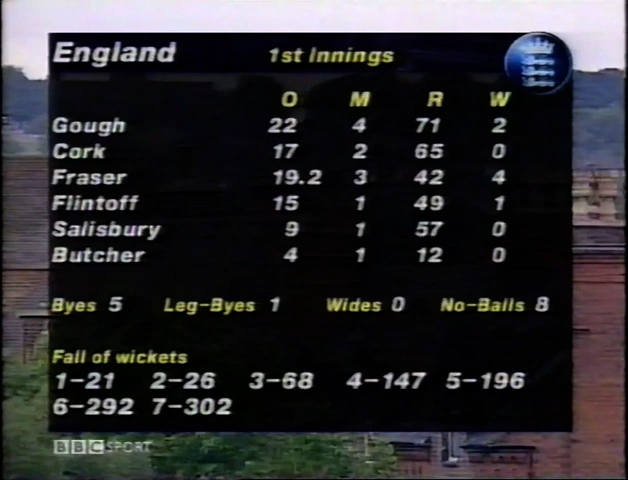 England 1st Innings
O M R W
Gough 22 4 71 2
Cork 17 2 65 0
Fraser 19.2 3 42 4
Flintoff 15 1 49 1
Salisbury 9 1 57 0
Butcher 4 1 12 0
Byes 5 Leg-Byes 1 Wides 0 No-Balls 8
Fall of wickets
1-21 2-26 3-68 4-147 5-196
6-292 7-302
BBC SPORT